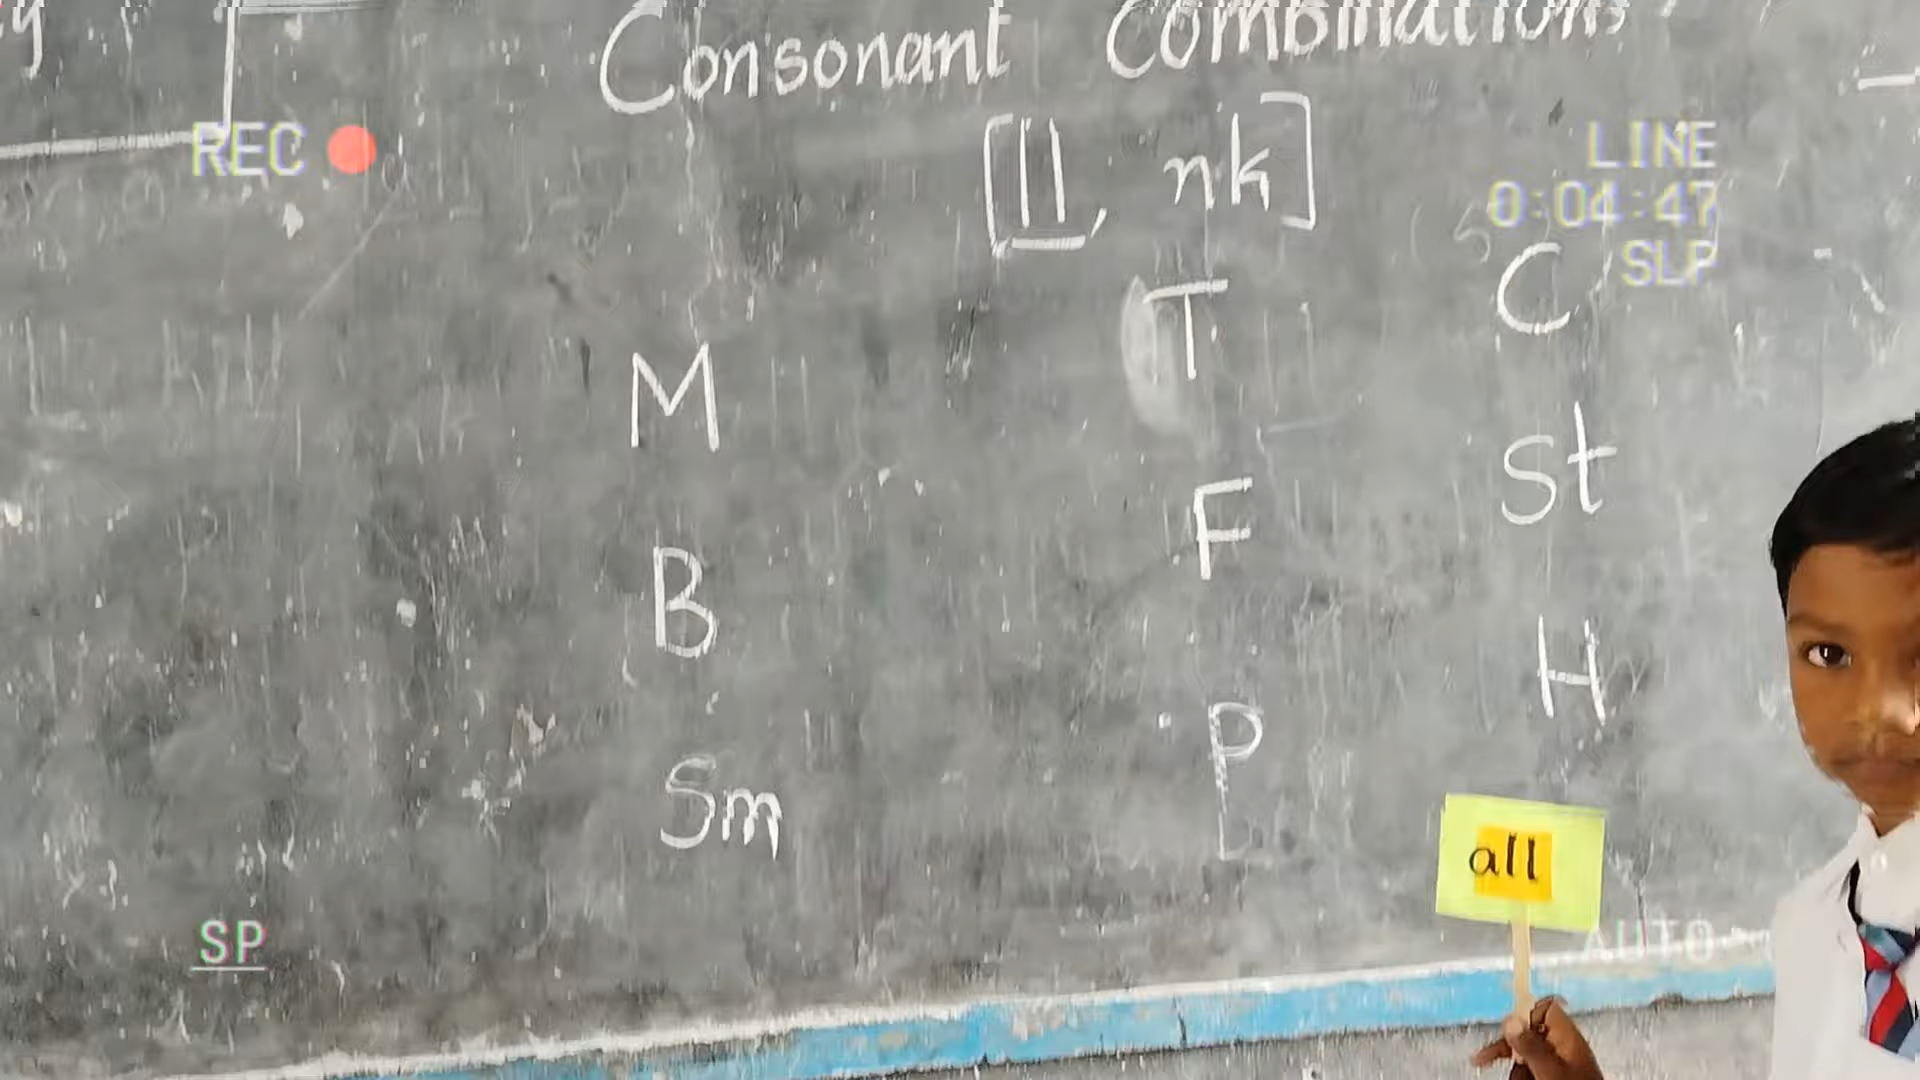 y
Consonant Combinations
[ll, nk]
REC
LINE
0:04:47
SLP
M T C
B F St
Sm P H
all
SP
AUTO